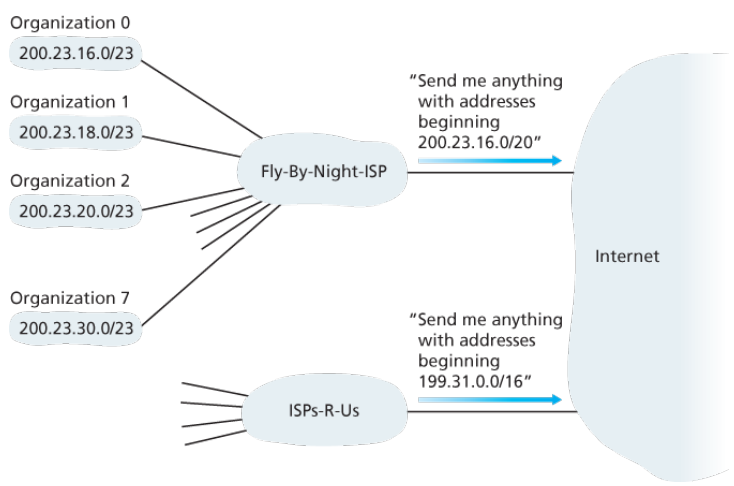 Organization 0
200.23.16.0/23
Organization 1
200.23.18.0/23
Organization 2
200.23.20.0/23
Organization 7
200.23.30.0/23
Fly-By-Night-ISP
“Send me anything
with addresses
beginning
200.23.16.0/20”
Internet
“Send me anything
with addresses
beginning
199.31.0.0/16”
ISPs-R-Us